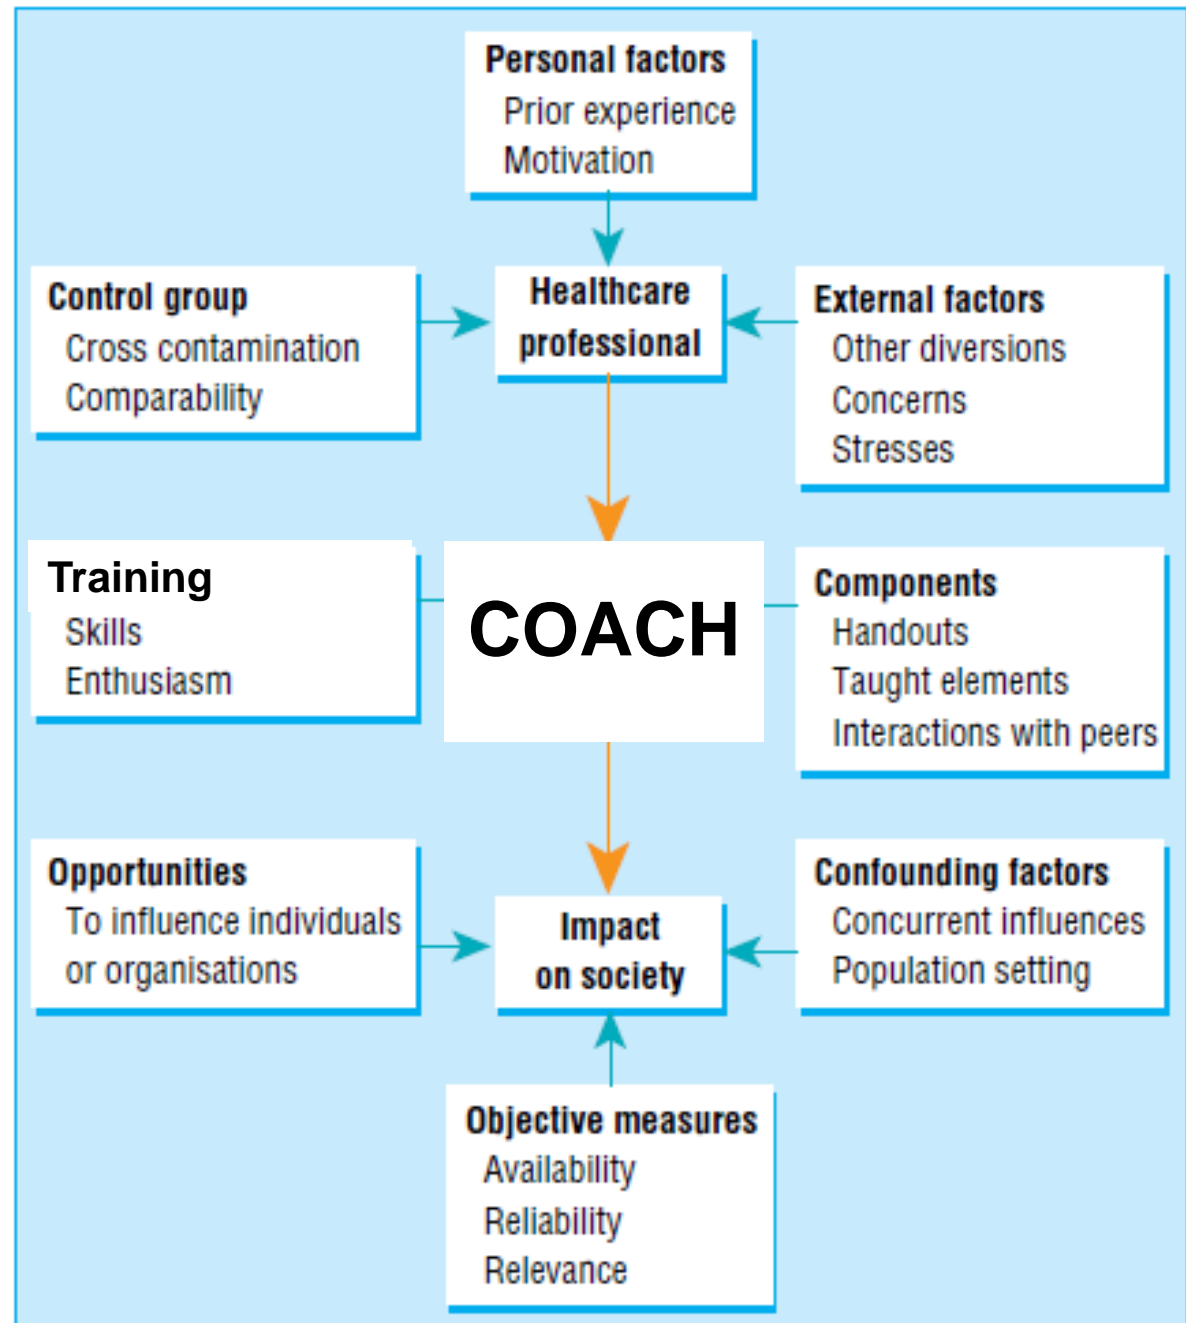 Personal factors
Prior experience
Motivation
Control group
Cross contamination
Comparability
Healthcare
professional
External factors
Other diversions
Concerns
Stresses
Training
Skills
Enthusiasm
COACH
Components
Handouts
Taught elements
Interactions with peers
Opportunities
To influence individuals
or organisations
Impact
on society
Confounding factors
Concurrent influences
Population setting
Objective measures
Availability
Reliability
Relevance